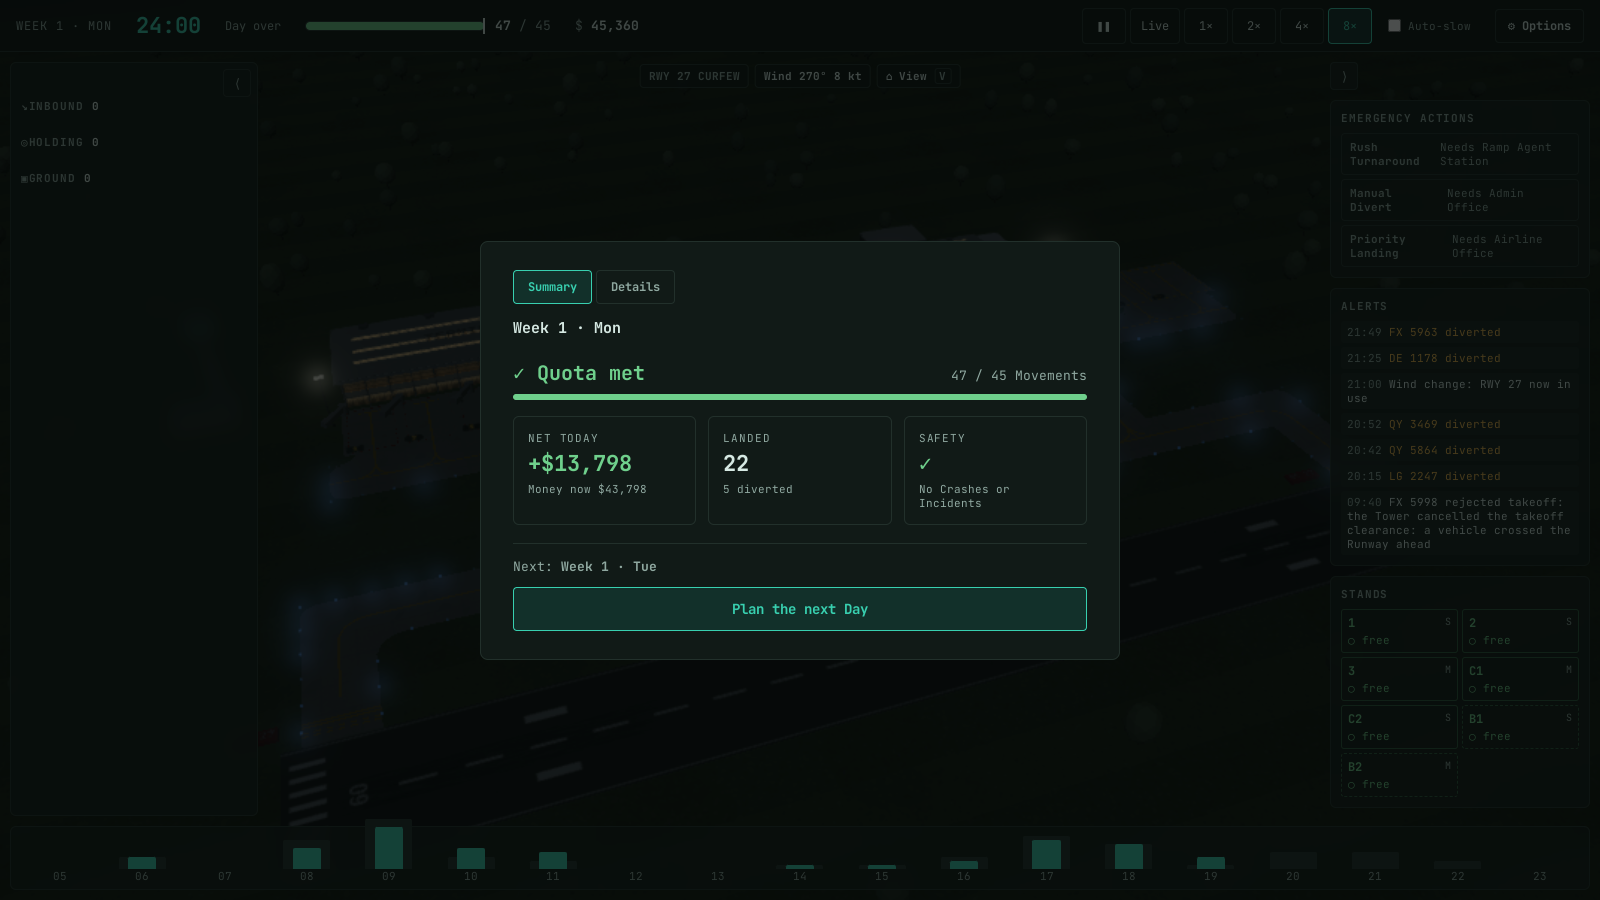 WEEK 1 · MON
24:00
Day over
47 / 45
$ 45,360
Live
1×
2×
4×
8×
Auto-slow
⚙ Options
RWY 27 CURFEW
Wind 270° 8 kt
⌂ View V
⟨
↘INBOUND 0
◎HOLDING 0
▣GROUND 0
Summary
Details
Week 1 · Mon
✓ Quota met
47 / 45 Movements
NET TODAY
+$13,798
Money now $43,798
LANDED
22
5 diverted
SAFETY
✓
No Crashes or
Incidents
Next: Week 1 · Tue
Plan the next Day
⟩
EMERGENCY ACTIONS
Rush
Turnaround
Needs Ramp Agent
Station
Manual
Divert
Needs Admin
Office
Priority
Landing
Needs Airline
Office
ALERTS
21:49 FX 5963 diverted
21:25 DE 1178 diverted
21:00 Wind change: RWY 27 now in
use
20:52 QY 3469 diverted
20:42 QY 5864 diverted
20:15 LG 2247 diverted
09:40 FX 5998 rejected takeoff:
the Tower cancelled the takeoff
clearance: a vehicle crossed the
Runway ahead
STANDS
1 S
○ free
2 S
○ free
3 M
○ free
C1 M
○ free
C2 S
○ free
B1 S
○ free
B2 M
○ free
09
05 06 07 08 09 10 11 12 13 14 15 16 17 18 19 20 21 22 23